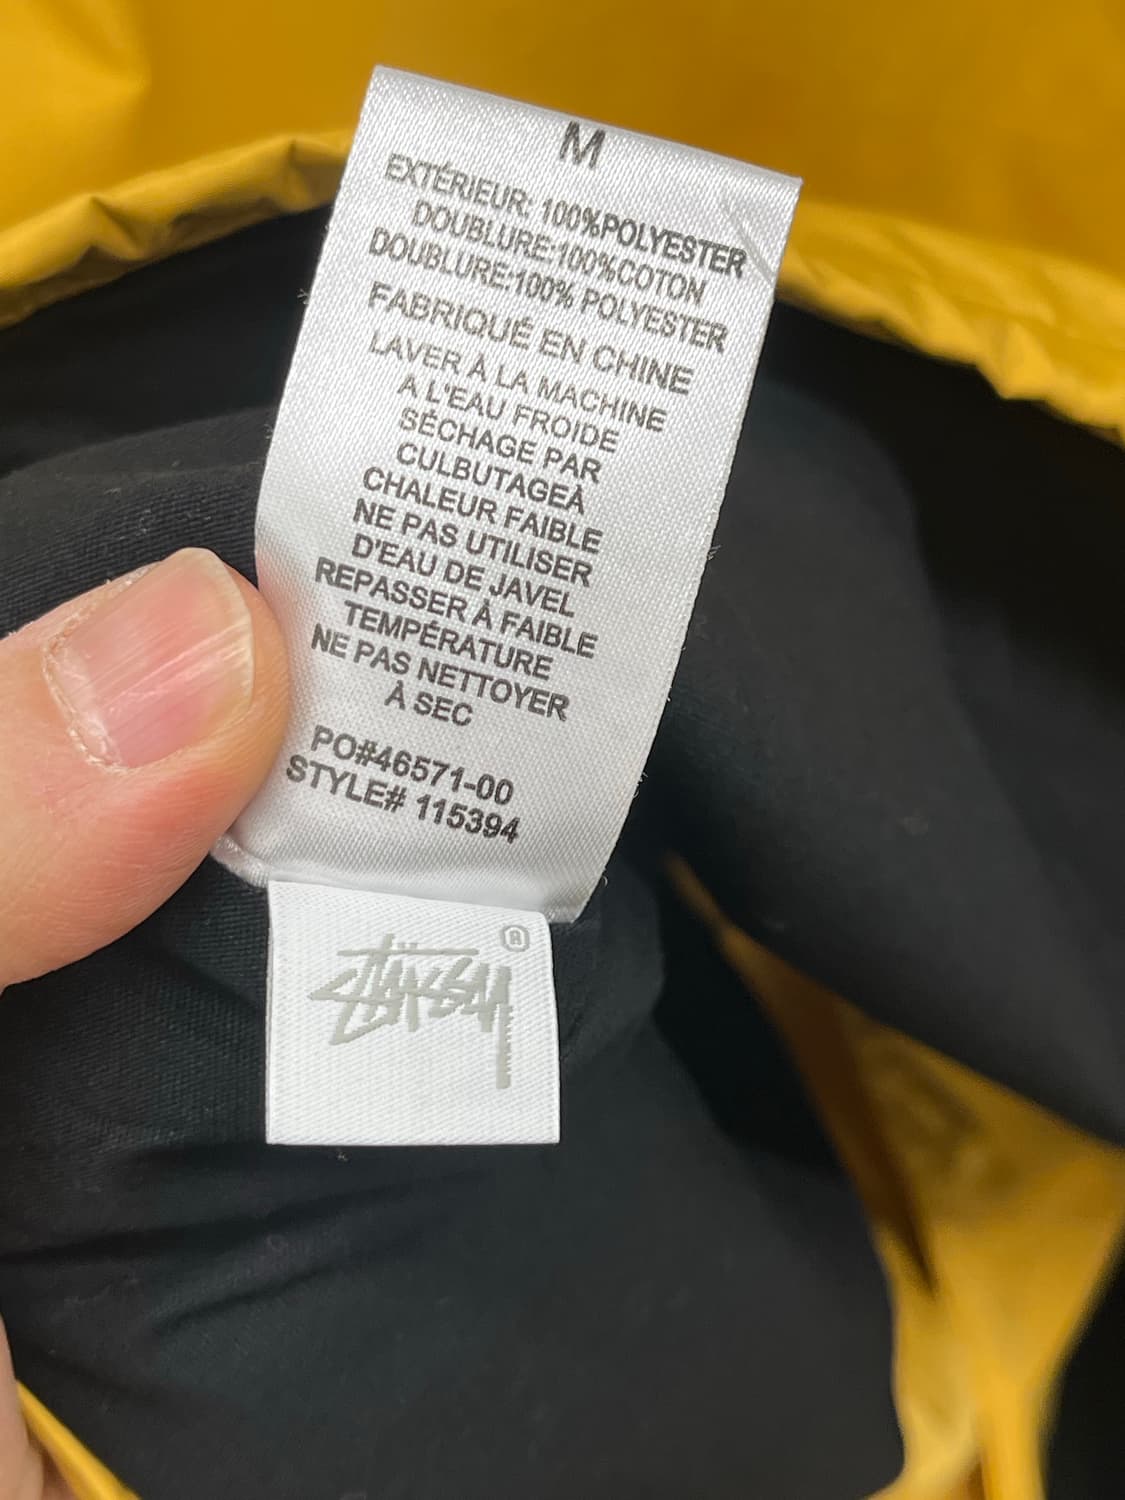 M
EXTÉRIEUR: 100%POLYESTER
DOUBLURE:100%COTON
DOUBLURE:100% POLYESTER
FABRIQUÉ EN CHINE
LAVER À LA MACHINE
A L'EAU FROIDE
SÉCHAGE PAR
CULBUTAGEÀ
CHALEUR FAIBLE
NE PAS UTILISER
D'EAU DE JAVEL
REPASSER À FAIBLE
TEMPÉRATURE
NE PAS NETTOYER
À SEC
PO#46571-00
STYLE# 115394
Stüssy ®